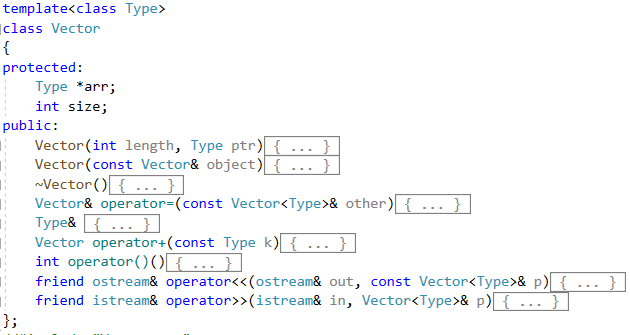 template<class Type>
class Vector
{
protected:
    Type *arr;
    int size;
public:
    Vector(int length, Type ptr){ ... }
    Vector(const Vector& object){ ... }
    ~Vector(){ ... }
    Vector& operator=(const Vector<Type>& other){ ... }
    Type& { ... }
    Vector operator+(const Type k){ ... }
    int operator()(){ ... }
    friend ostream& operator<<(ostream& out, const Vector<Type>& p){ ... }
    friend istream& operator>>(istream& in, Vector<Type>& p){ ... }
};